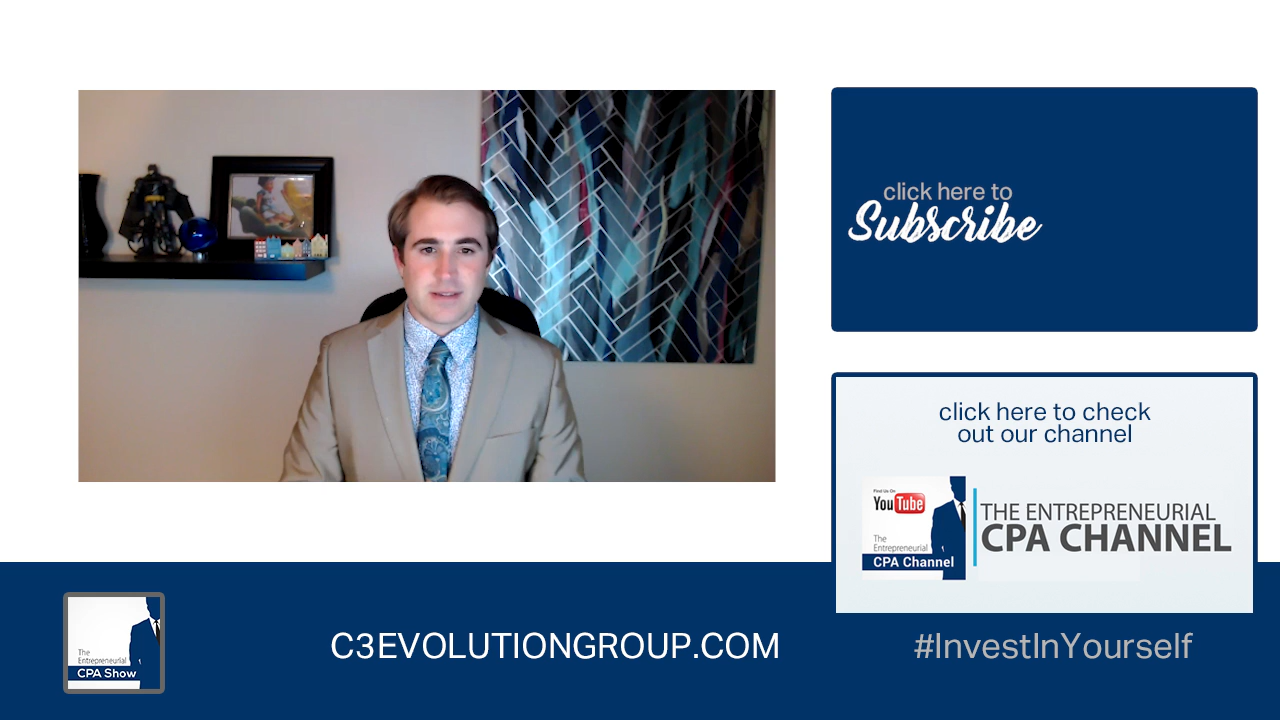 click here to
Subscribe
click here to check
out our channel
Find Us On
YouTube
The
Entrepreneurial
CPA Channel
THE ENTREPRENEURIAL
CPA CHANNEL
The
Entrepreneurial
CPA Show
C3EVOLUTIONGROUP.COM
#InvestInYourself